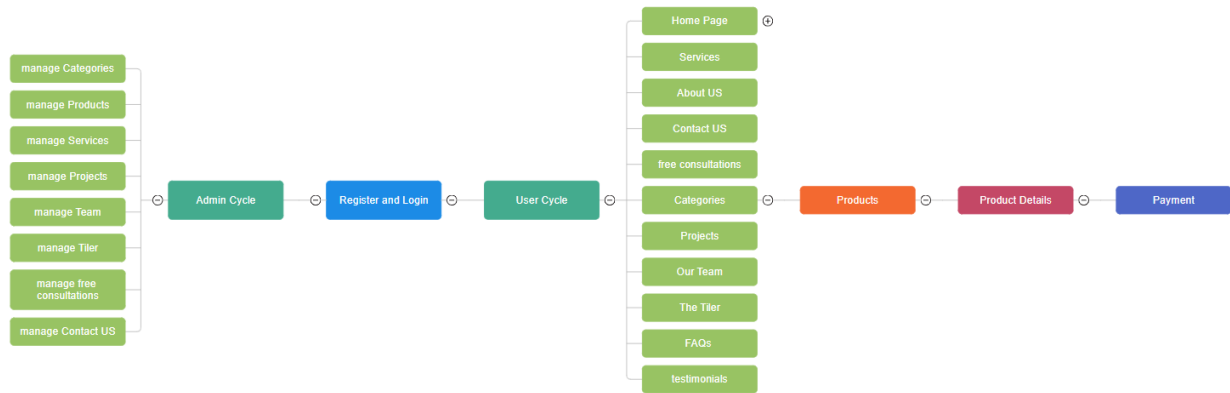 manage Categories
manage Products
manage Services
manage Projects
manage Team
manage Tiler
manage free
consultations
manage Contact US
Admin Cycle
Register and Login
User Cycle
Home Page
Services
About US
Contact US
free consultations
Categories
Projects
Our Team
The Tiler
FAQs
testimonials
Products
Product Details
Payment